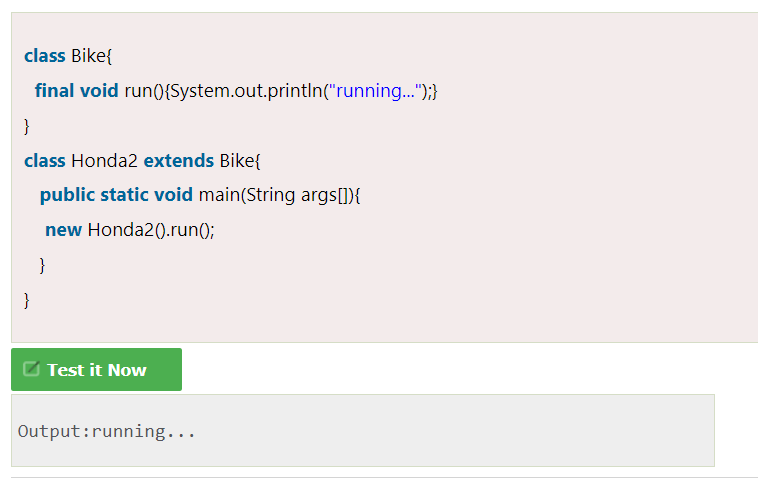 class Bike{
final void run(){System.out.println("running...");}
}
class Honda2 extends Bike{
public static void main(String args[]){
new Honda2().run();
}
}
Test it Now
Output:running...